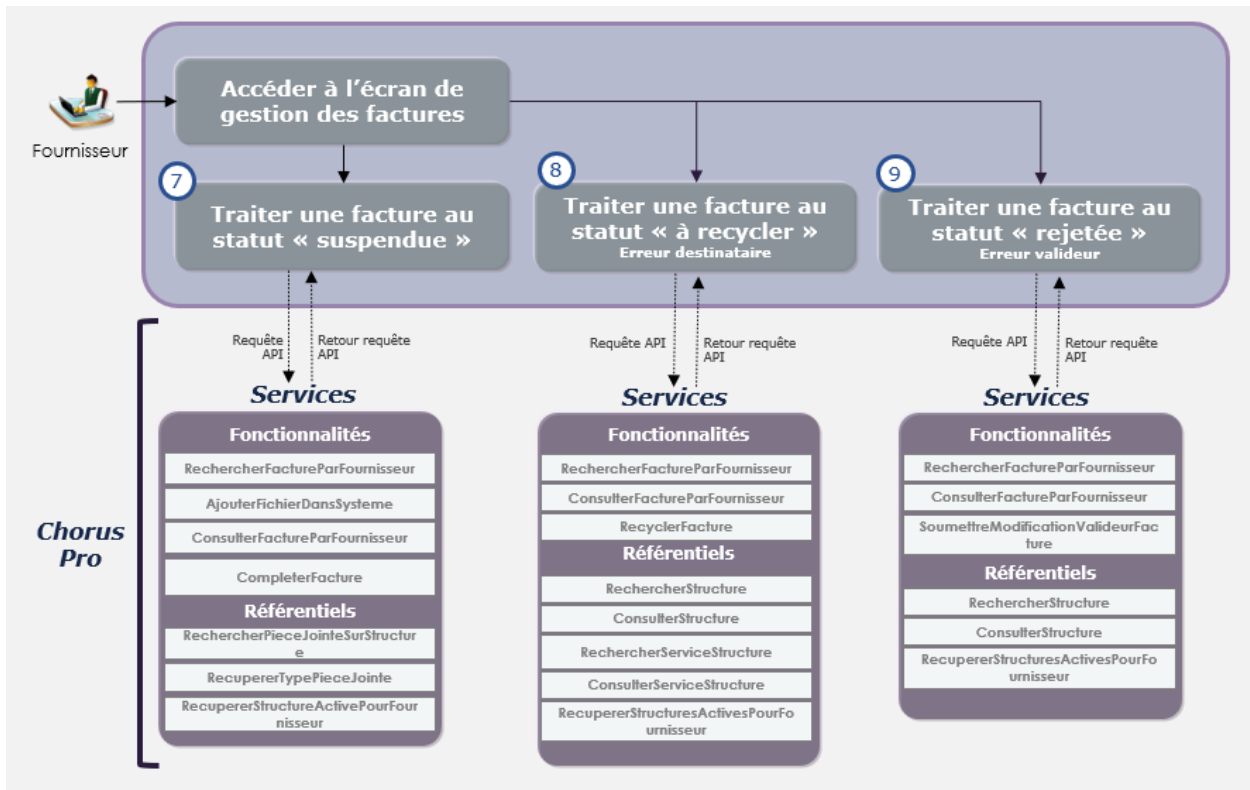 Accéder à l'écran de
gestion des factures
Fournisseur
7
Traiter une facture au
statut « suspendue »
8
Traiter une facture au
statut « à recycler »
Erreur destinataire
9
Traiter une facture au
statut « rejetée »
Erreur valideur
Requête
API
Retour requête
API
Requête API
Retour requête
API
Requête API
Retour requête
API
Chorus
Pro
Services
Fonctionnalités
RechercherFactureParFournisseur
AjouterFichierDansSysteme
ConsulterFactureParFournisseur
CompleterFacture
Référentiels
RechercherPieceJointeSurStructur
e
RecupererTypePieceJointe
RecupererStructureActivePourFour
nisseur
Services
Fonctionnalités
RechercherFactureParFournisseur
ConsulterFactureParFournisseur
RecyclerFacture
Référentiels
RechercherStructure
ConsulterStructure
RechercherServiceStructure
ConsulterServiceStructure
RecupererStructuresActivesPourFo
urnisseur
Services
Fonctionnalités
RechercherFactureParFournisseur
ConsulterFactureParFournisseur
SoumettreModificationValideurFac
ture
Référentiels
RechercherStructure
ConsulterStructure
RecupererStructuresActivesPourFo
urnisseur